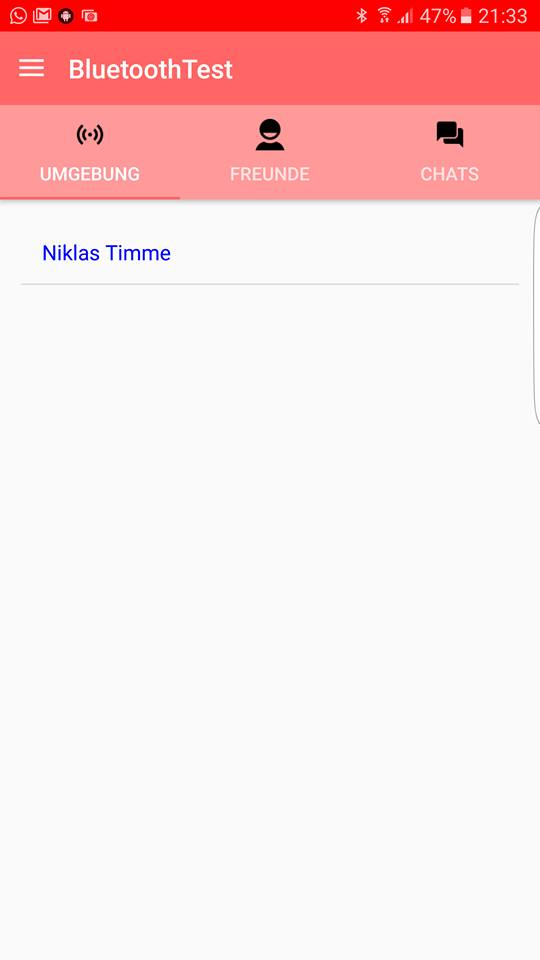 47% 21:33
BluetoothTest
UMGEBUNG FREUNDE CHATS
Niklas Timme